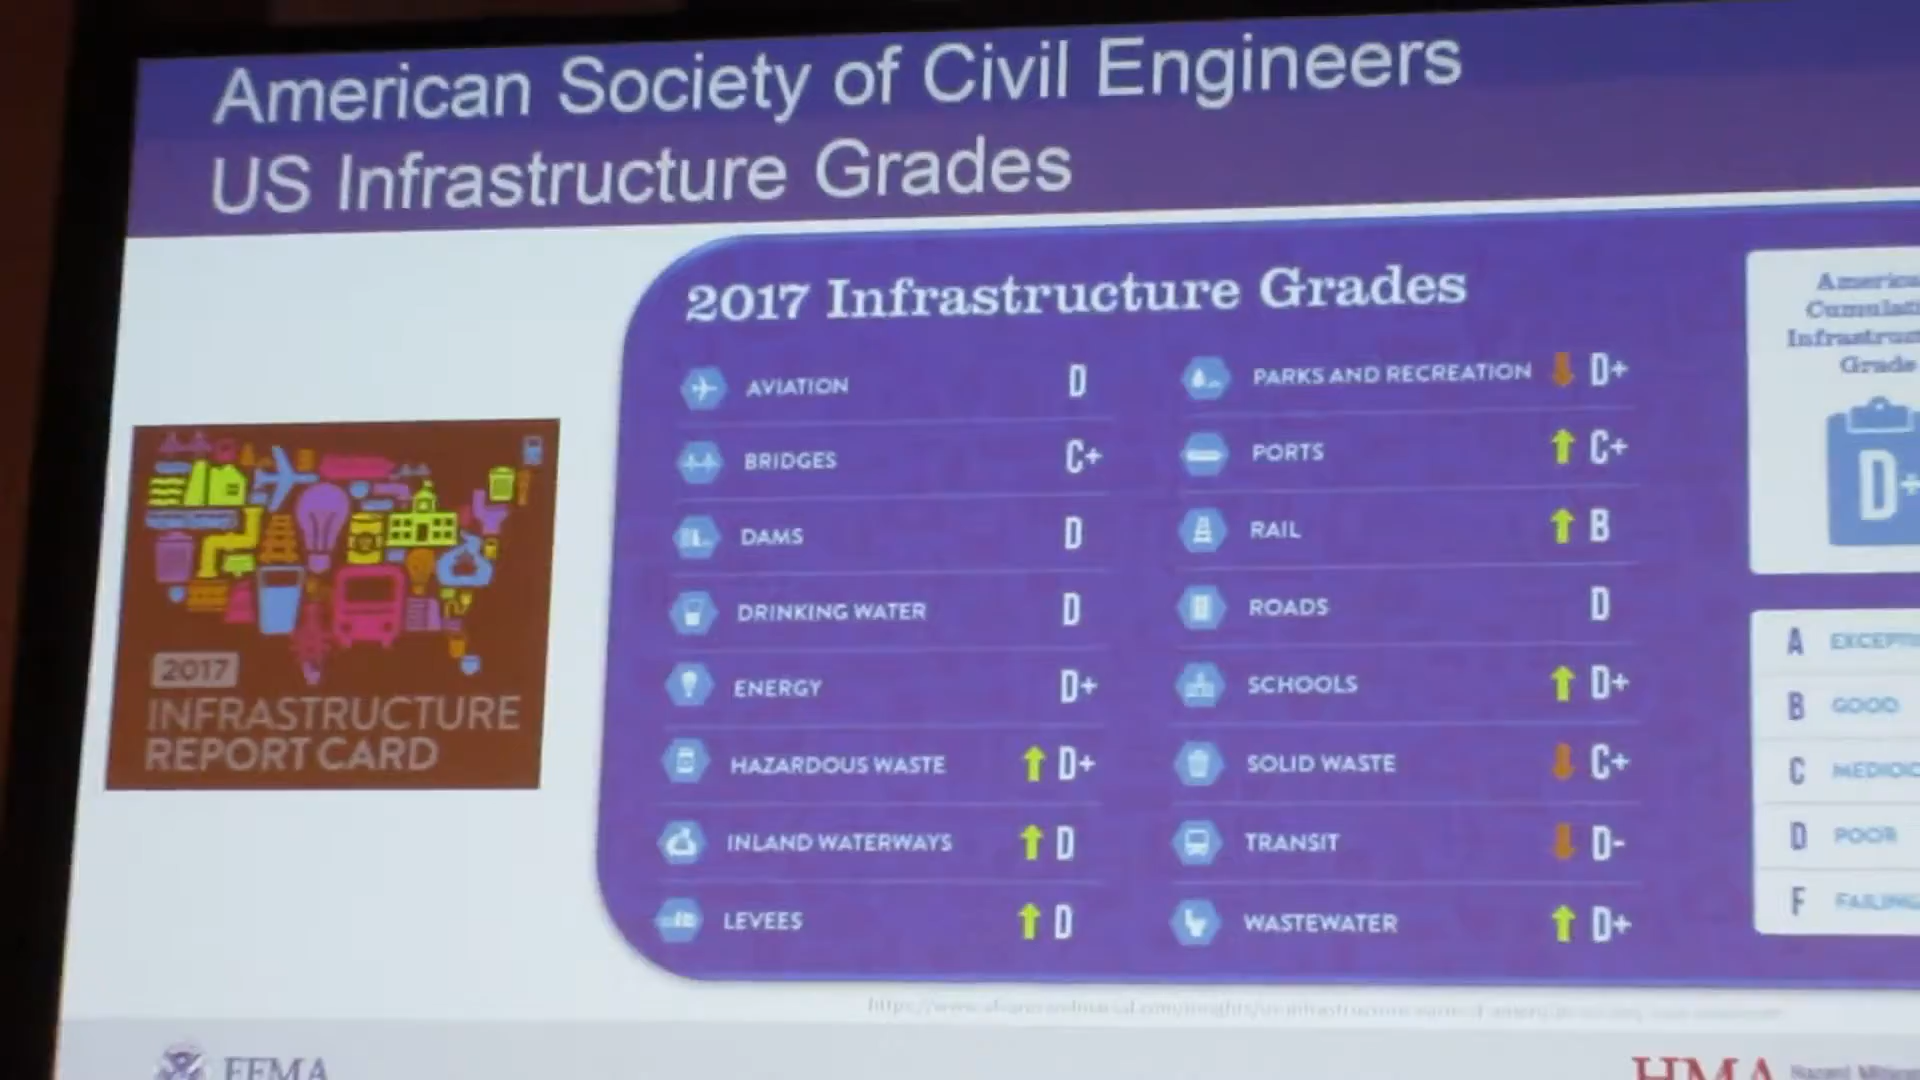 American Society of Civil Engineers
US Infrastructure Grades
2017 Infrastructure Grades
AVIATION D
BRIDGES C+
DAMS D
DRINKING WATER D
ENERGY D+
HAZARDOUS WASTE D+
INLAND WATERWAYS D
LEVEES D
PARKS AND RECREATION D+
PORTS C+
RAIL B
ROADS D
SCHOOLS D+
SOLID WASTE C+
TRANSIT D-
WASTEWATER D+
Grade
D+
A
B GOOD
C
D POOR
F
2017
INFRASTRUCTURE
REPORT CARD
FEMA
HMA